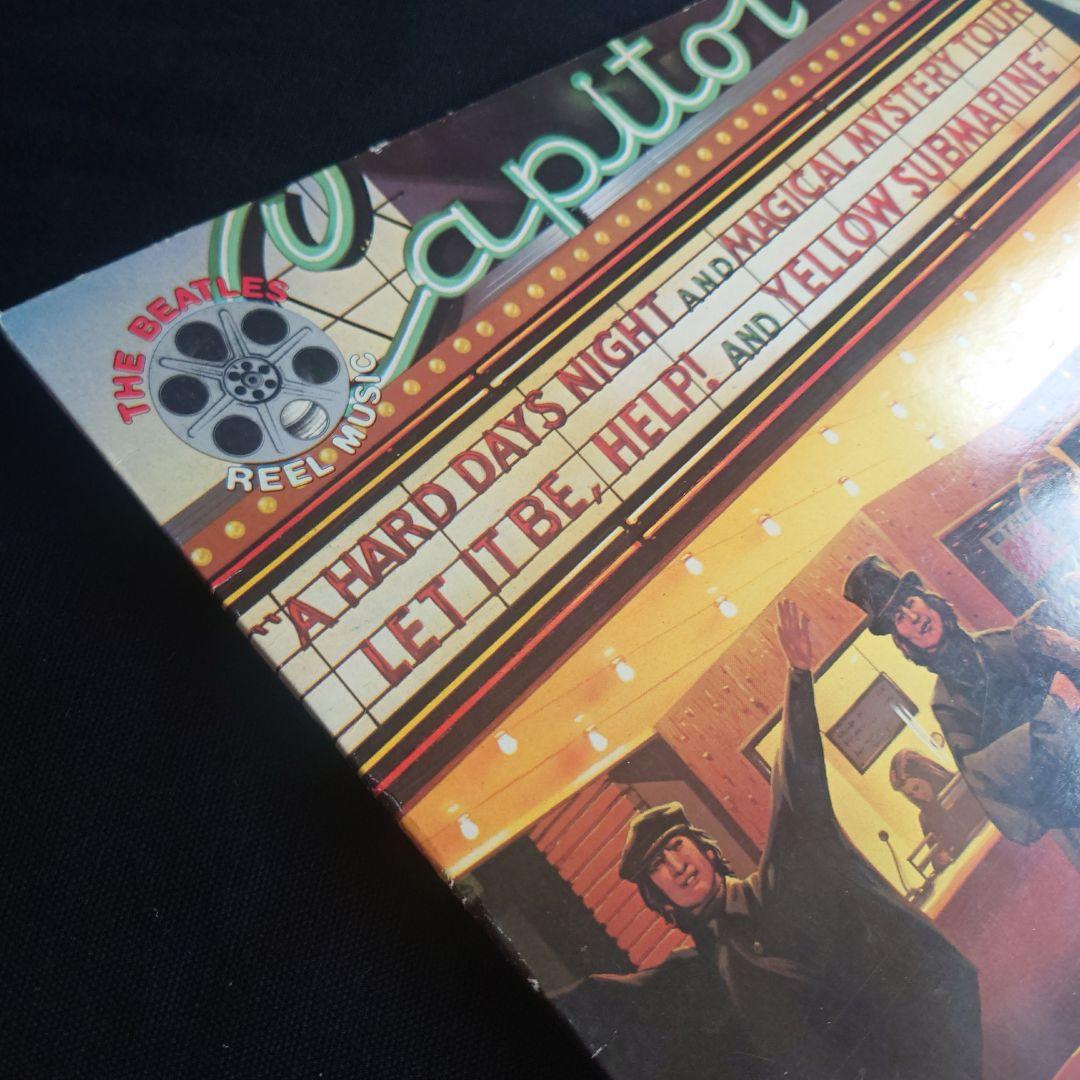 Capitol
THE BEATLES
REEL MUSIC
"A HARD DAYS NIGHT AND MAGICAL MYSTERY TOUR
LET IT BE, HELP! AND YELLOW SUBMARINE"